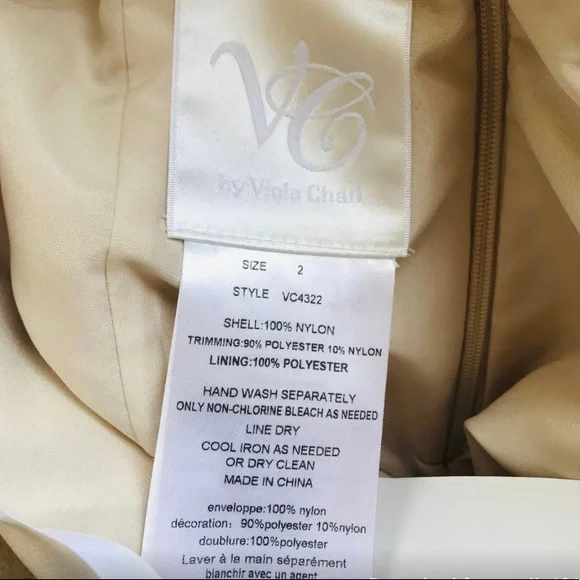 VC
by Viola Chan
SIZE 2
STYLE VC4322
SHELL:100% NYLON
TRIMMING:90% POLYESTER 10% NYLON
LINING:100% POLYESTER
HAND WASH SEPARATELY
ONLY NON-CHLORINE BLEACH AS NEEDED
LINE DRY
COOL IRON AS NEEDED
OR DRY CLEAN
MADE IN CHINA
enveloppe:100% nylon
décoration: 90%polyester 10%nylon
doublure:100%polyester
Laver à la main séparément
blanchir avec un agent